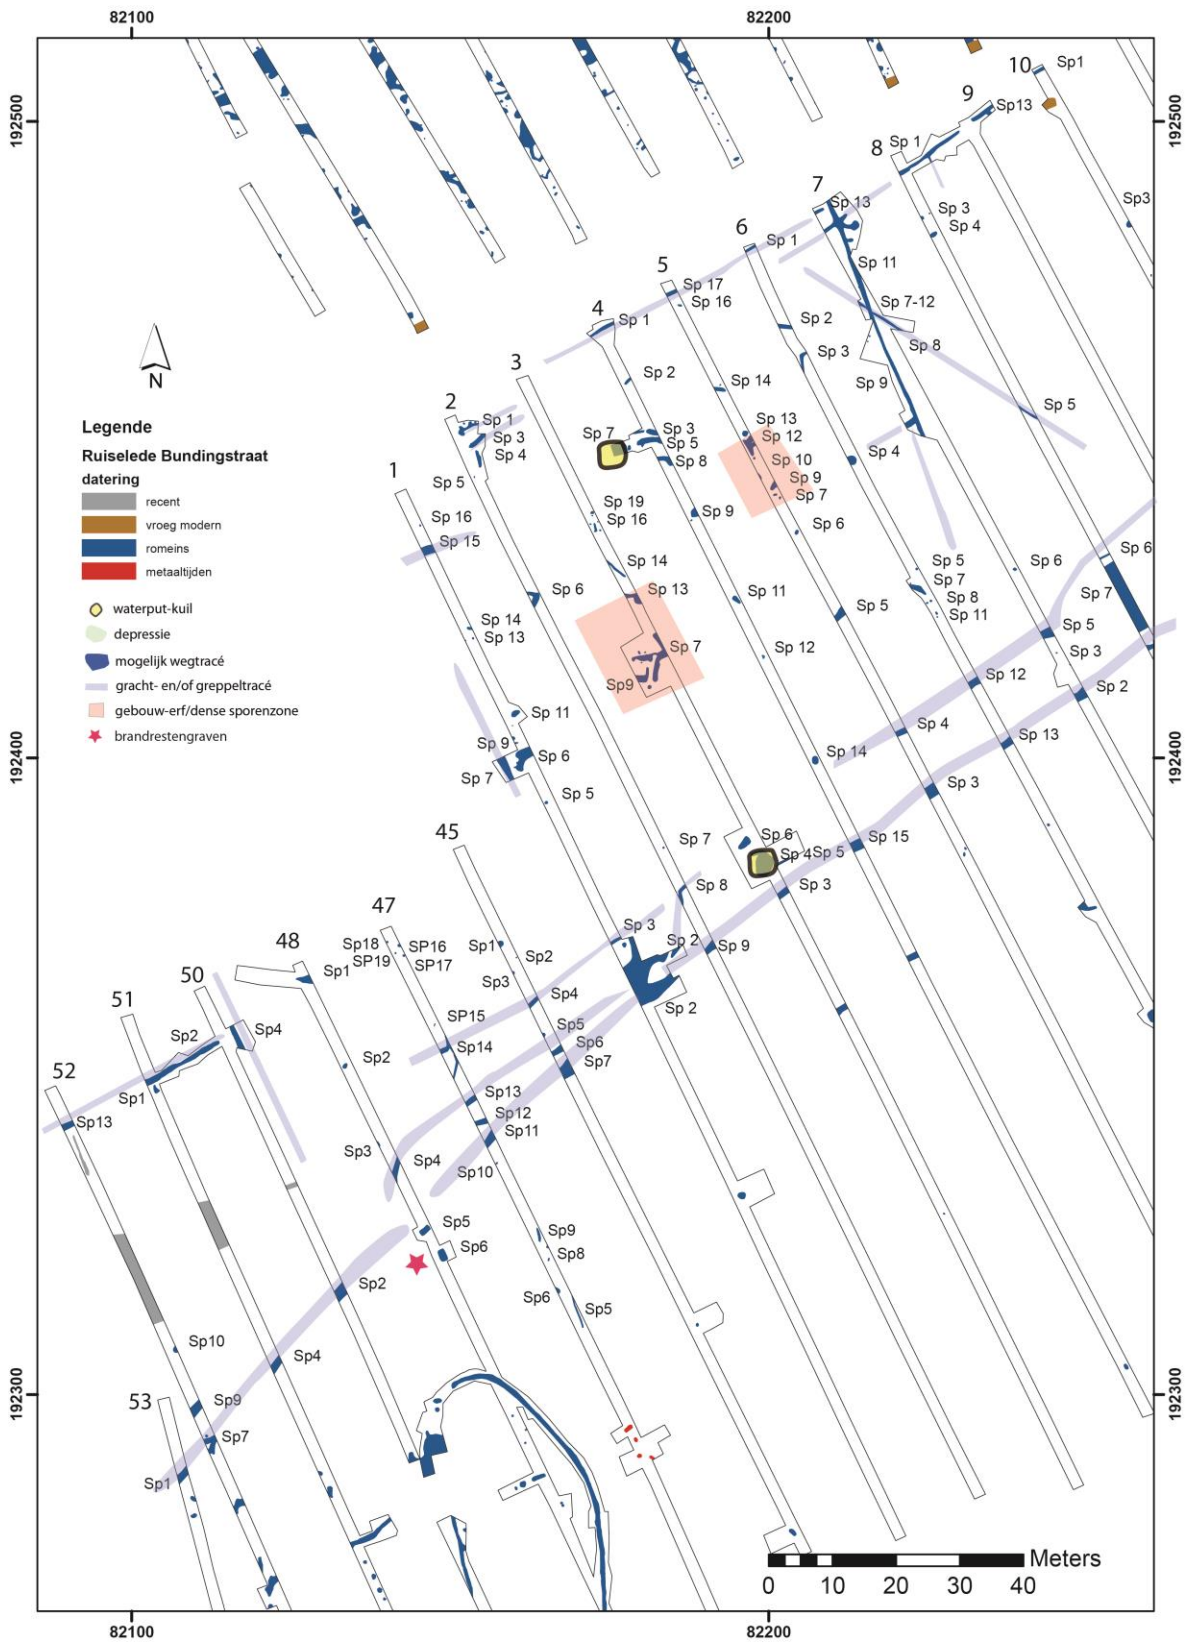 82100
82200
10
Sp1
9
Sp13
192500
192500
8
Sp 1
7
Sp 13
Sp 3
Sp 4
Sp3
6
Sp 1
Sp 11
5
Sp 17
Sp 16
Sp 7-12
4
Sp 1
Sp 2
Sp 8
N
3
Sp 2
Sp 3
Sp 14
Sp 9
2
Sp 1
Sp 3
Sp 4
Sp 7
Sp 3
Sp 5
Sp 8
Sp 13
Sp 12
Sp 10
Sp 9
Sp 7
Sp 4
Sp 5
Legende
Ruiselede Bundingstraat
datering
recent
vroeg modern
romeins
metaaltijden
waterput-kuil
depressie
mogelijk wegtracé
gracht- en/of greppeltracé
gebouw-erf/dense sporenzone
brandrestengraven
1
Sp 5
Sp 16
Sp 15
Sp 19
Sp 16
Sp 9
Sp 6
Sp 14
Sp 5
Sp 6
Sp 6
Sp 13
Sp 11
Sp 5
Sp 7
Sp 8
Sp 11
Sp 7
Sp 14
Sp 13
Sp 7
Sp 12
Sp 5
Sp 3
Sp9
Sp 12
Sp 2
Sp 11
Sp 9
Sp 6
Sp 7
Sp 4
Sp 13
192400
192400
Sp 14
Sp 5
Sp 3
45
Sp 7
Sp 6
Sp 4
Sp 5
Sp 15
Sp 8
Sp 3
47
Sp 3
Sp 2
Sp 9
48
Sp18
Sp19
SP16
SP17
Sp1
Sp2
Sp3
Sp4
Sp 2
50
Sp1
51
Sp2
Sp4
SP15
Sp14
Sp5
Sp6
Sp7
52
Sp1
Sp2
Sp13
Sp13
Sp12
Sp11
Sp3
Sp4
Sp10
Sp5
Sp6
Sp9
Sp8
Sp2
Sp6
Sp5
Sp10
Sp4
53
Sp9
192300
192300
Sp7
Sp1
Meters
0
10
20
30
40
82100
82200